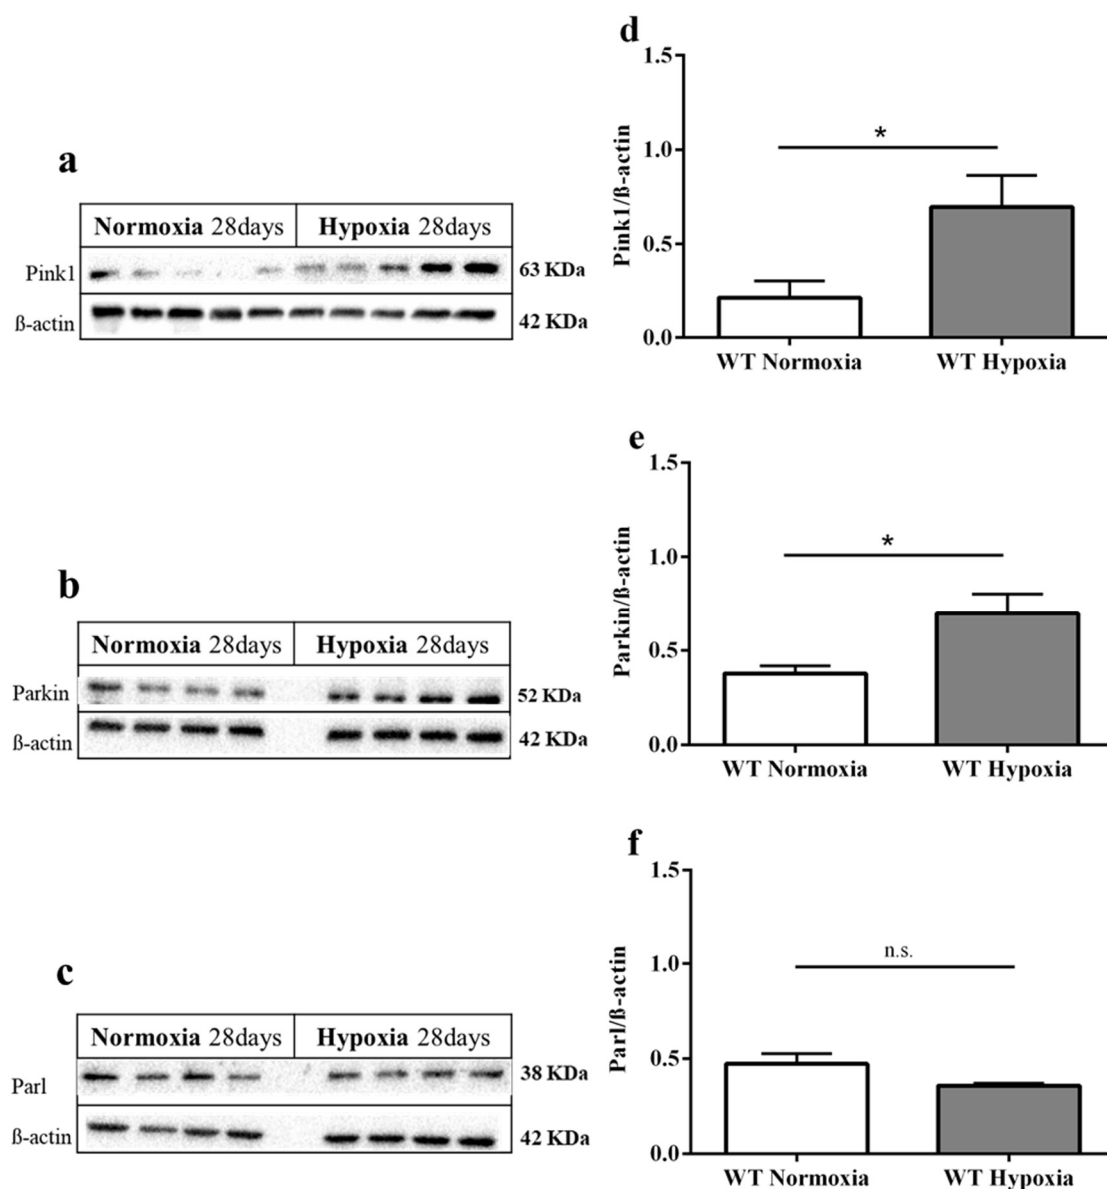 a
Normoxia 28days Hypoxia 28days
Pink1 63 KDa
ß-actin 42 KDa
b
Normoxia 28days Hypoxia 28days
Parkin 52 KDa
ß-actin 42 KDa
c
Normoxia 28days Hypoxia 28days
Parl 38 KDa
ß-actin 42 KDa
d
Pink1/ß-actin
1.5
1.0
0.5
0.0
*
WT Normoxia WT Hypoxia
e
Parkin/ß-actin
1.5
1.0
0.5
0.0
*
WT Normoxia WT Hypoxia
f
Parl/ß-actin
1.5
1.0
0.5
0.0
n.s.
WT Normoxia WT Hypoxia